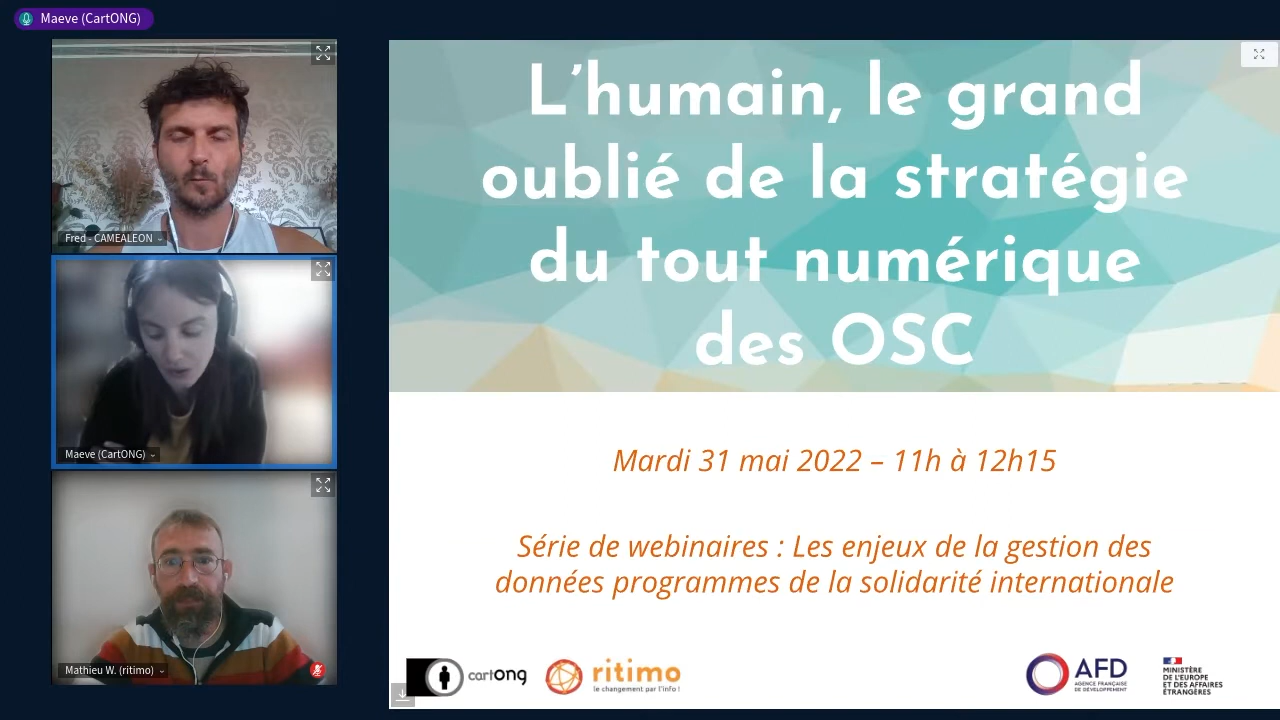 Maeve (CartONG)
Fred - CAMEALEON
Maeve (CartONG)
Mathieu W. (ritimo)
L'humain, le grand
oublié de la stratégie
du tout numérique
des OSC
Mardi 31 mai 2022 – 11h à 12h15
Série de webinaires : Les enjeux de la gestion des
données programmes de la solidarité internationale
cartOng
ritimo
le changement par l'info !
AFD
AGENCE FRANÇAISE
DE DÉVELOPPEMENT
MINISTÈRE
DE L'EUROPE
ET DES AFFAIRES
ÉTRANGÈRES